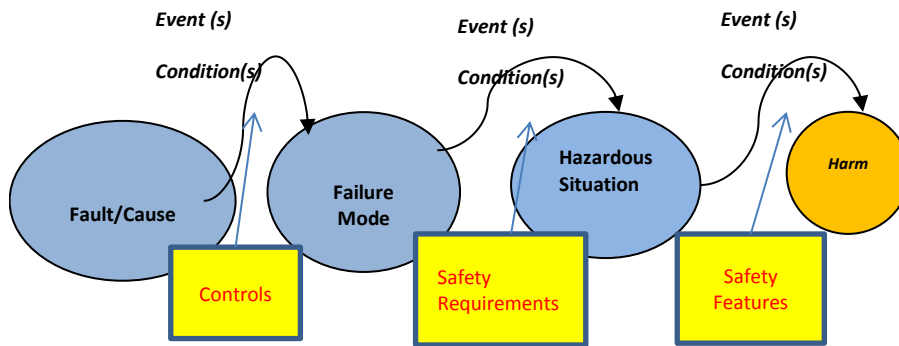 Event (s)
Condition(s)
Event (s)
Condition(s)
Event (s)
Condition(s)
Fault/Cause
Failure
Mode
Hazardous
Situation
Harm
Controls
Safety
Requirements
Safety
Features